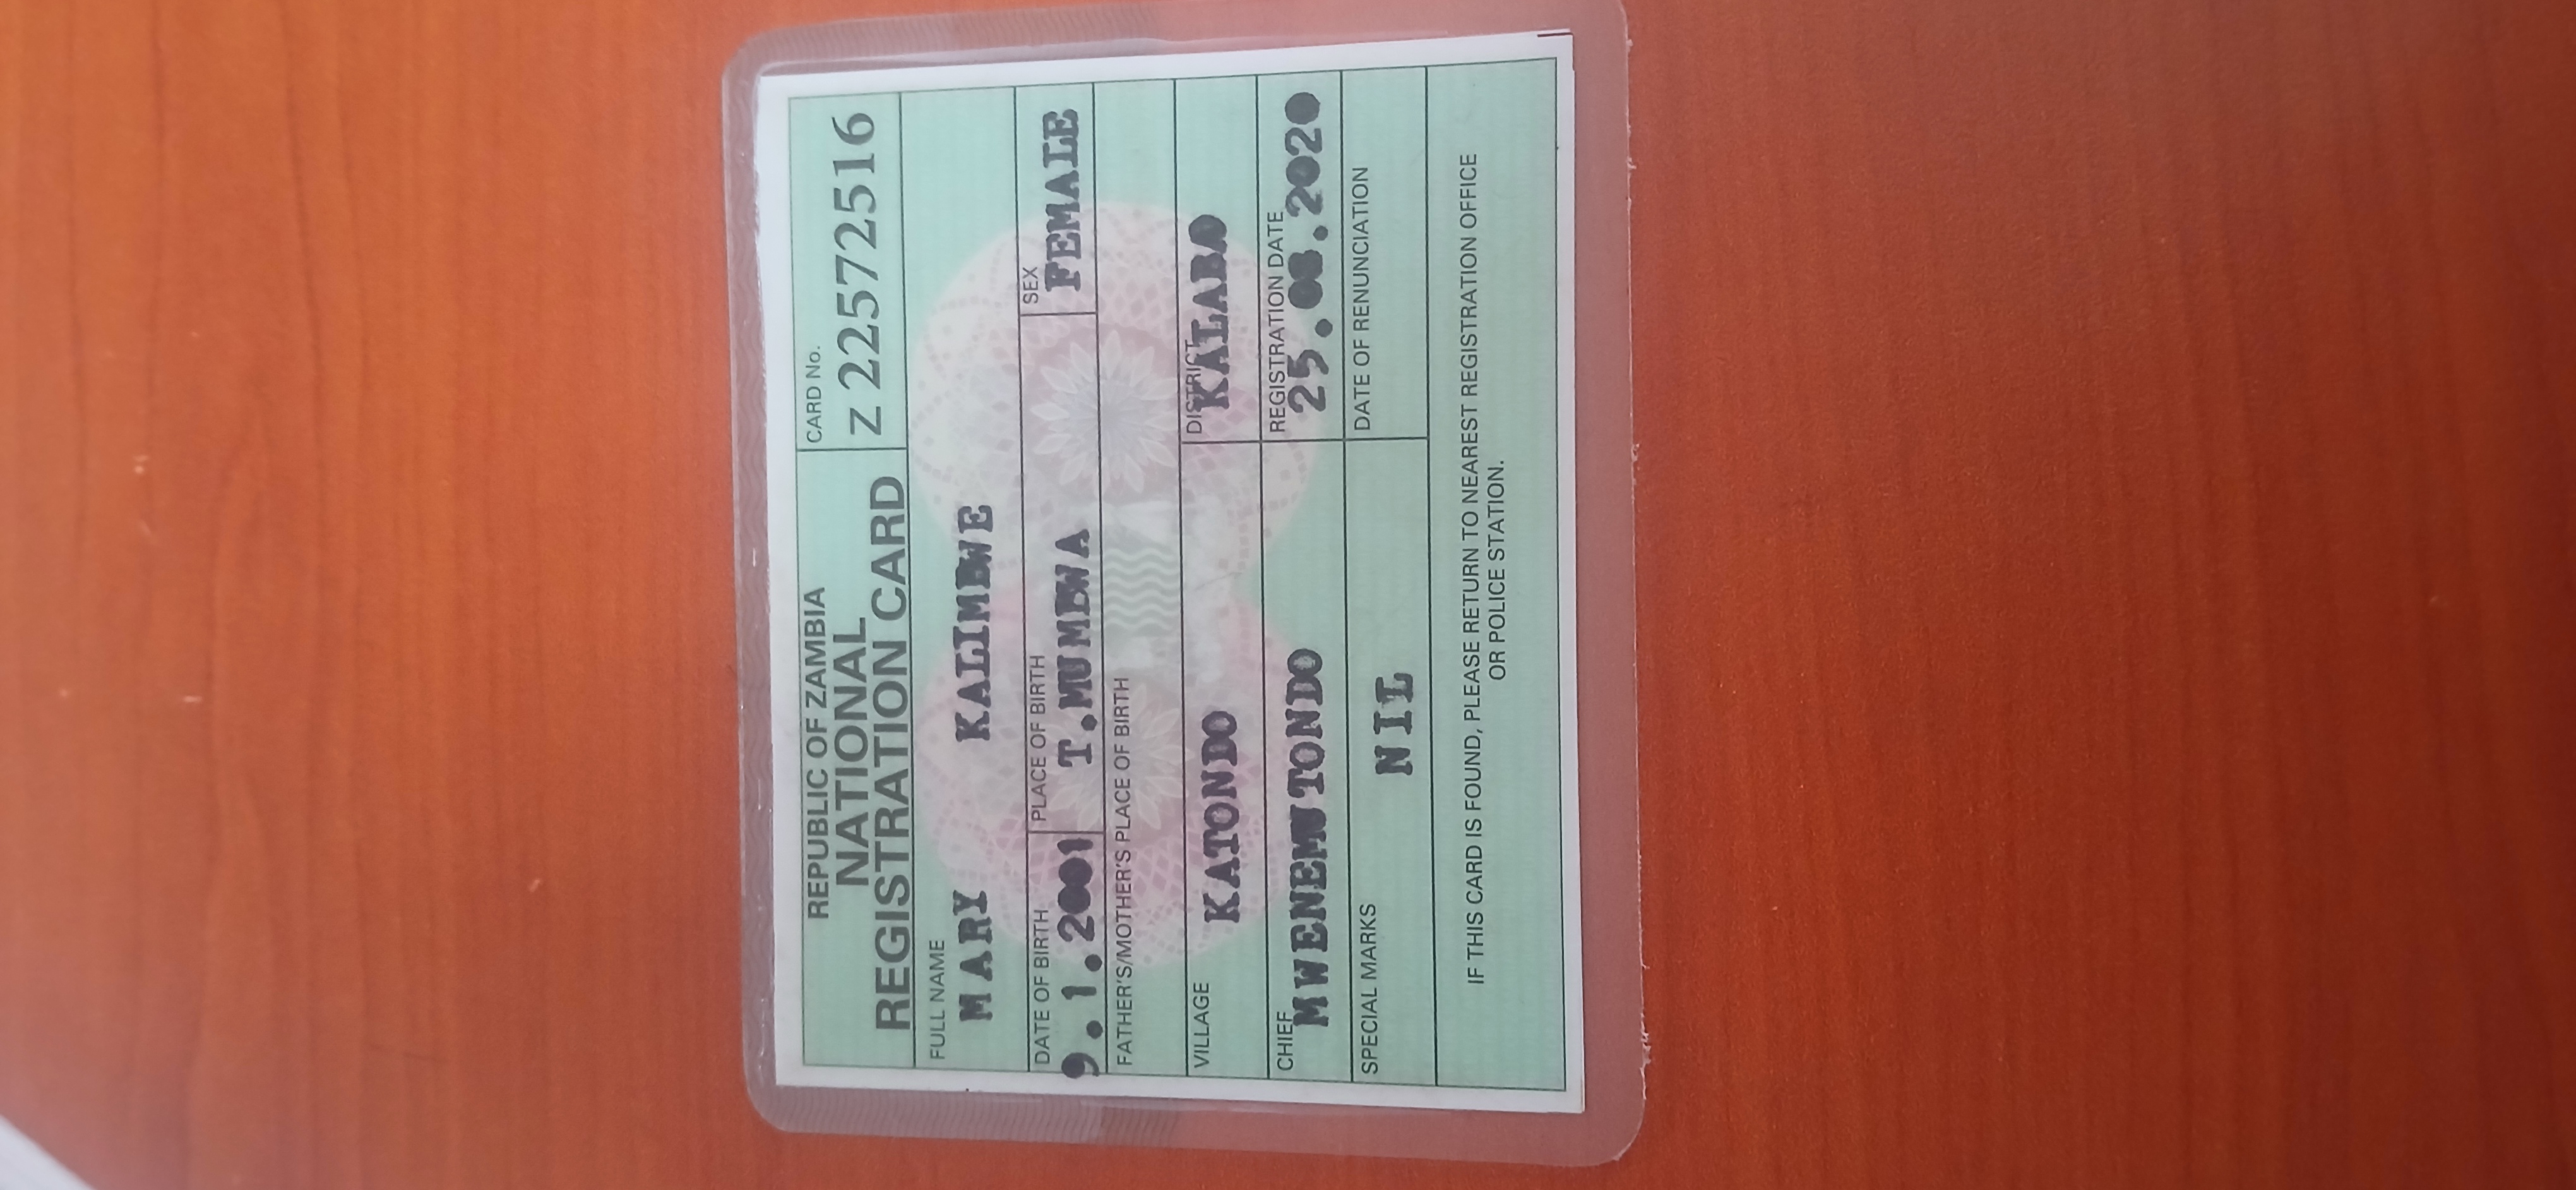 REPUBLIC OF ZAMBIA
NATIONAL
REGISTRATION CARD
CARD No.
Z 22572516
FULL NAME
MARY KALIMBWE
DATE OF BIRTH
9.1.2001
PLACE OF BIRTH
T.MUMBWA
SEX
FEMALE
FATHER'S/MOTHER'S PLACE OF BIRTH
VILLAGE
KATONDO
DISTRICT
KALABO
CHIEF
MWENEMUTONDO
REGISTRATION DATE
25.08.2020
SPECIAL MARKS
NIL
DATE OF RENUNCIATION
IF THIS CARD IS FOUND, PLEASE RETURN TO NEAREST REGISTRATION OFFICE
OR POLICE STATION.